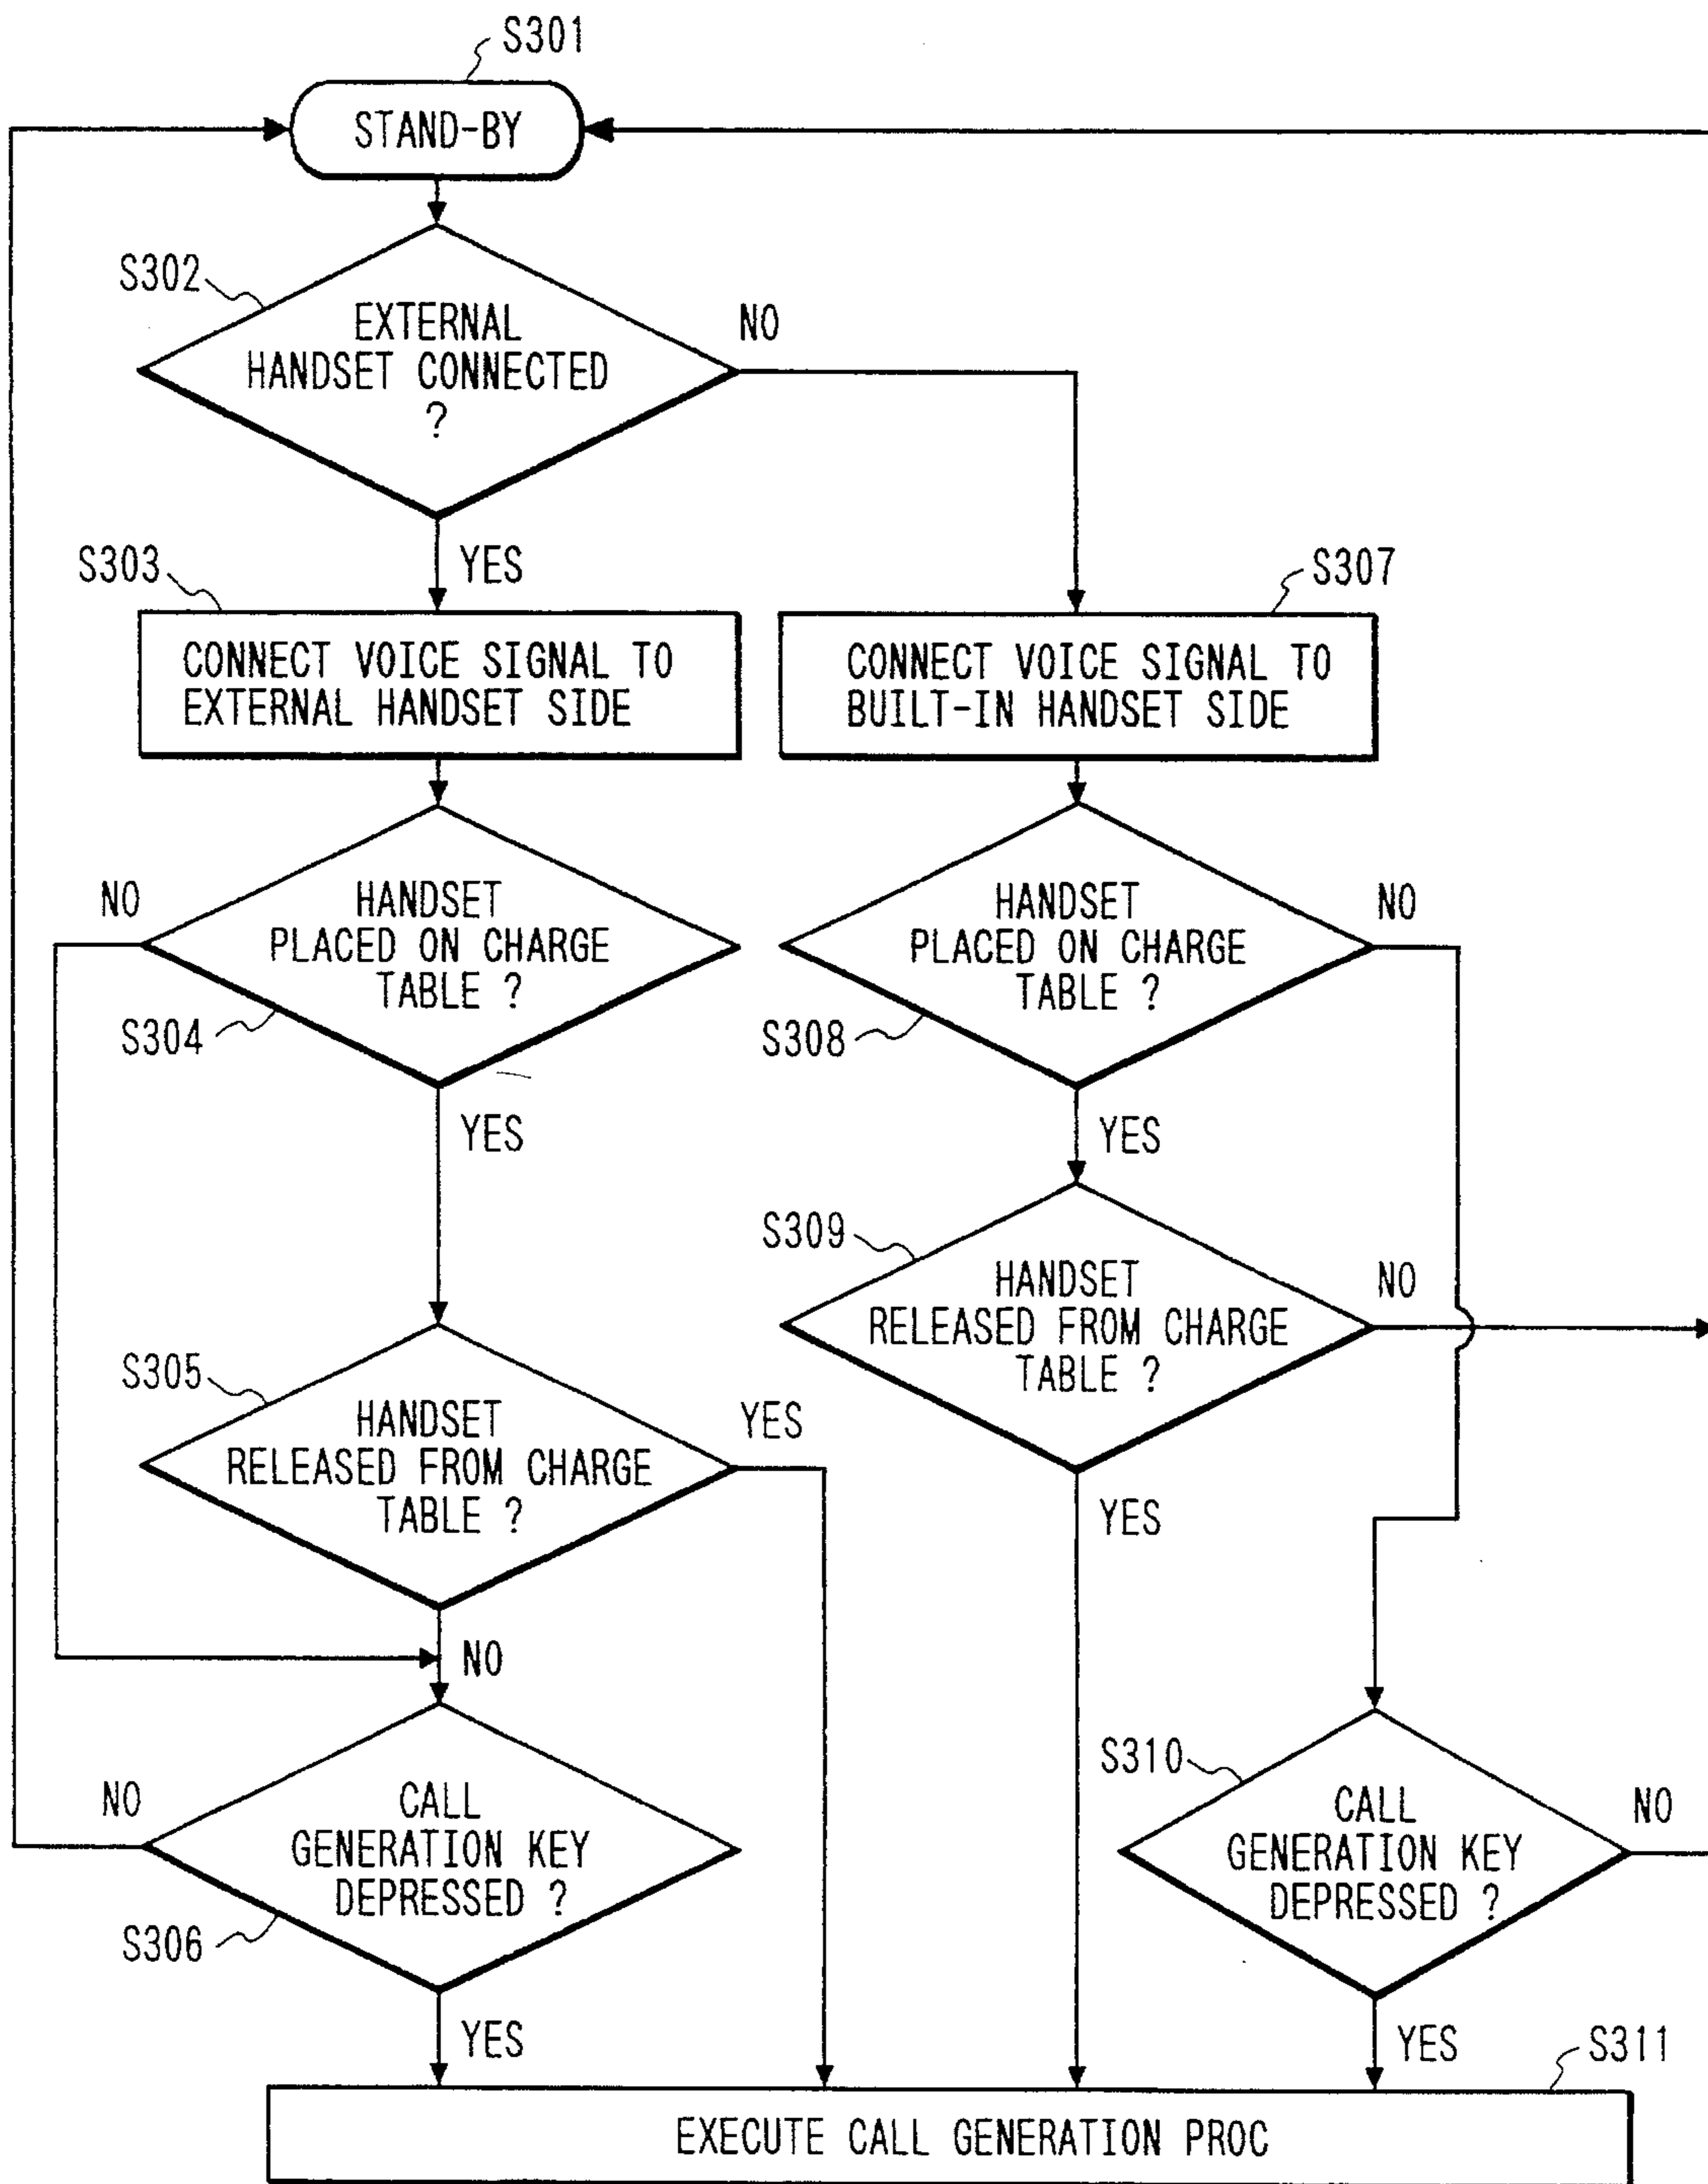 S301
STAND-BY
S302
EXTERNAL
HANDSET CONNECTED
?
NO
YES
S303
CONNECT VOICE SIGNAL TO
EXTERNAL HANDSET SIDE
S307
CONNECT VOICE SIGNAL TO
BUILT-IN HANDSET SIDE
NO
HANDSET
PLACED ON CHARGE
TABLE ?
S304
YES
HANDSET
PLACED ON CHARGE
TABLE ?
NO
S308
YES
S305
HANDSET
RELEASED FROM CHARGE
TABLE ?
YES
NO
S309
HANDSET
RELEASED FROM CHARGE
TABLE ?
NO
YES
NO
CALL
GENERATION KEY
DEPRESSED ?
S306
YES
S310
CALL
GENERATION KEY
DEPRESSED ?
NO
YES
S311
EXECUTE CALL GENERATION PROC